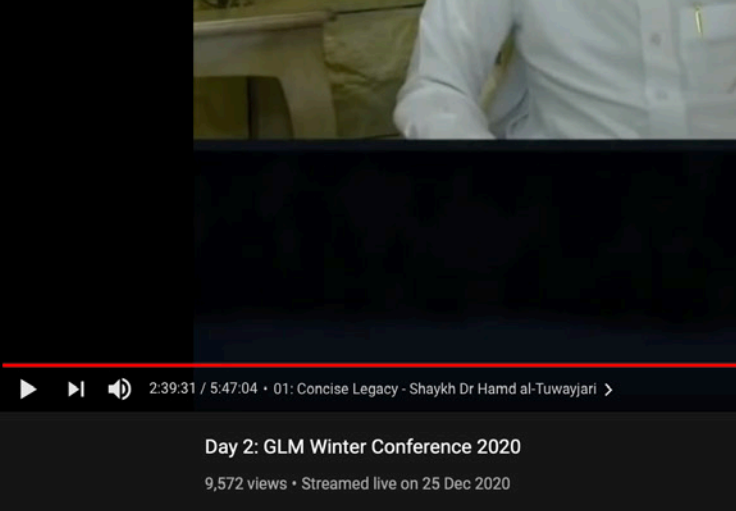 2:39:31 / 5:47:04 • 01: Concise Legacy - Shaykh Dr Hamd al-Tuwayjari
Day 2: GLM Winter Conference 2020
9,572 views • Streamed live on 25 Dec 2020